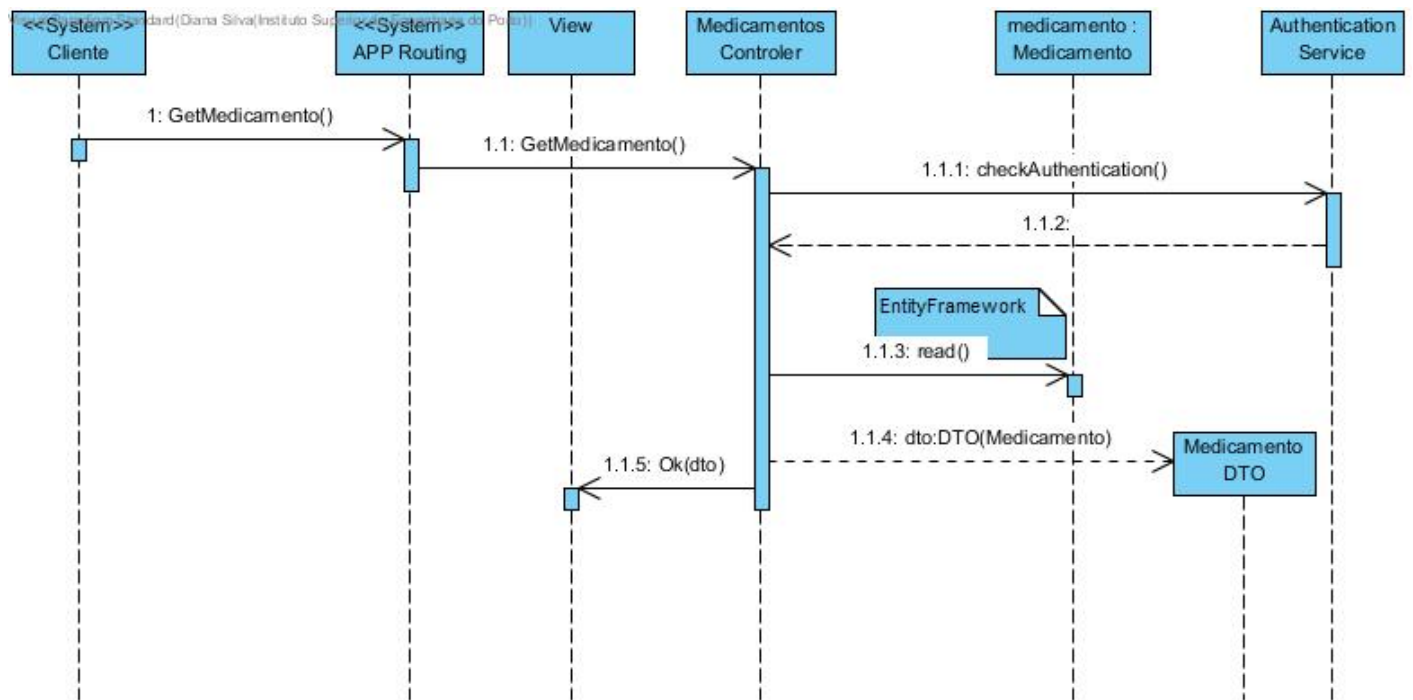 <<System>>
Cliente
<<System>>
APP Routing
View
Medicamentos
Controler
medicamento :
Medicamento
Authentication
Service
1: GetMedicamento()
1.1: GetMedicamento()
1.1.1: checkAuthentication()
1.1.2:
EntityFramework
1.1.3: read()
1.1.4: dto:DTO(Medicamento)
Medicamento
DTO
1.1.5: Ok(dto)